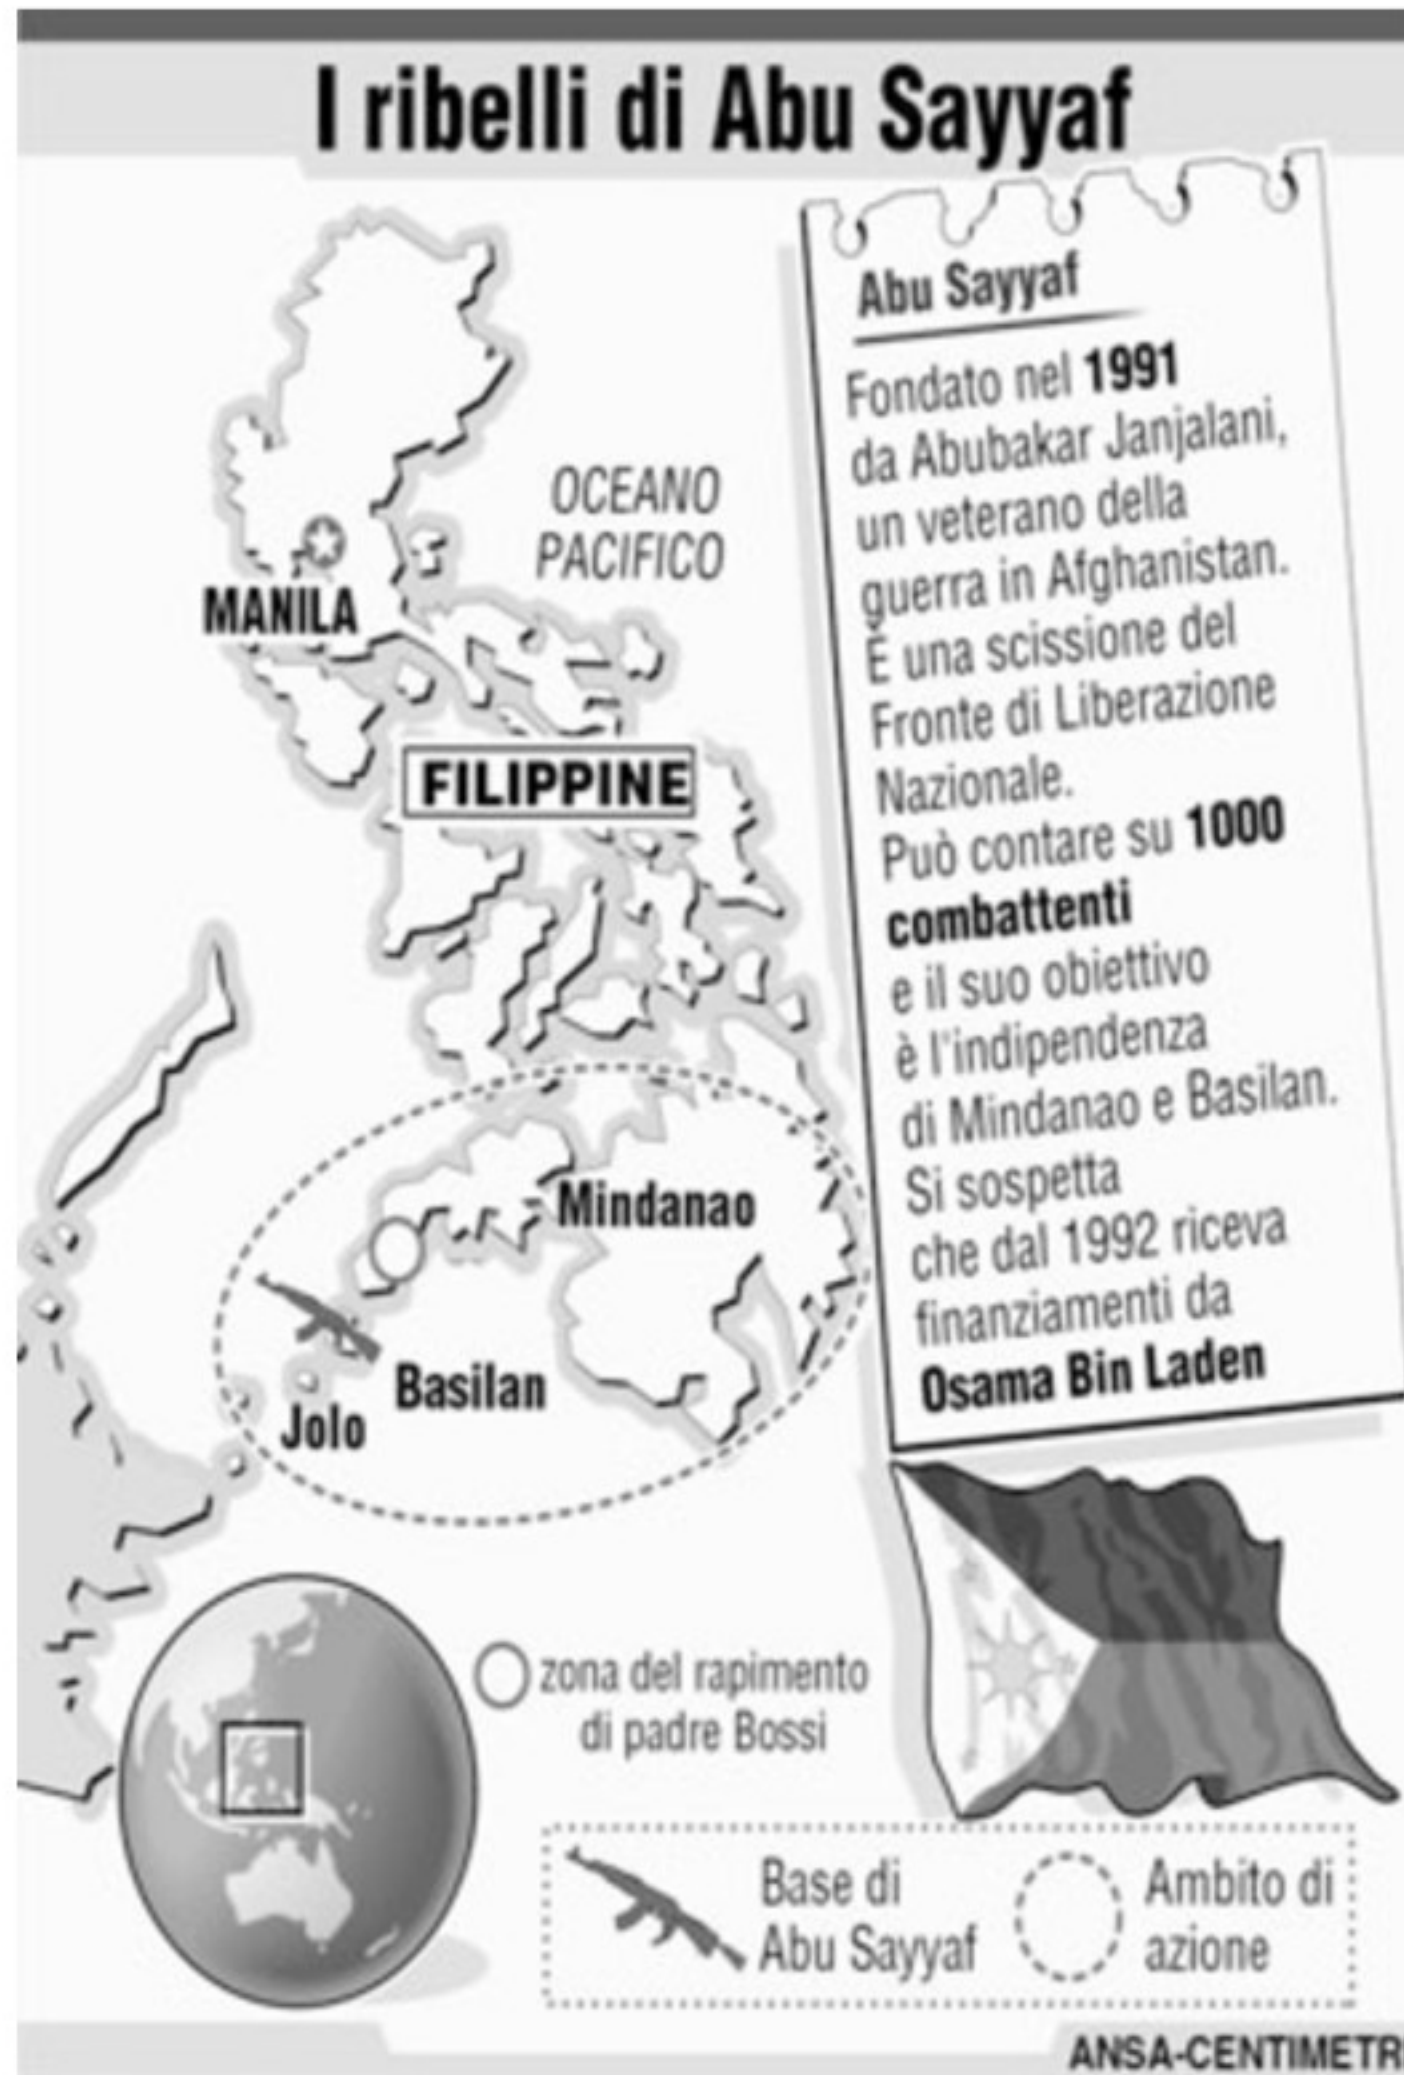 I ribelli di Abu Sayyaf
Abu Sayyaf
Fondato nel 1991
da Abubakar Janjalani,
un veterano della
guerra in Afghanistan.
È una scissione del
Fronte di Liberazione
Nazionale.
Può contare su 1000
combattenti
e il suo obiettivo
è l'indipendenza
di Mindanao e Basilan.
Si sospetta
che dal 1992 riceva
finanziamenti da
Osama Bin Laden
OCEANO
PACIFICO
MANILA
FILIPPINE
Mindanao
Basilan
Jolo
zona del rapimento
di padre Bossi
Base di
Abu Sayyaf
Ambito di
azione
ANSA-CENTIMETR